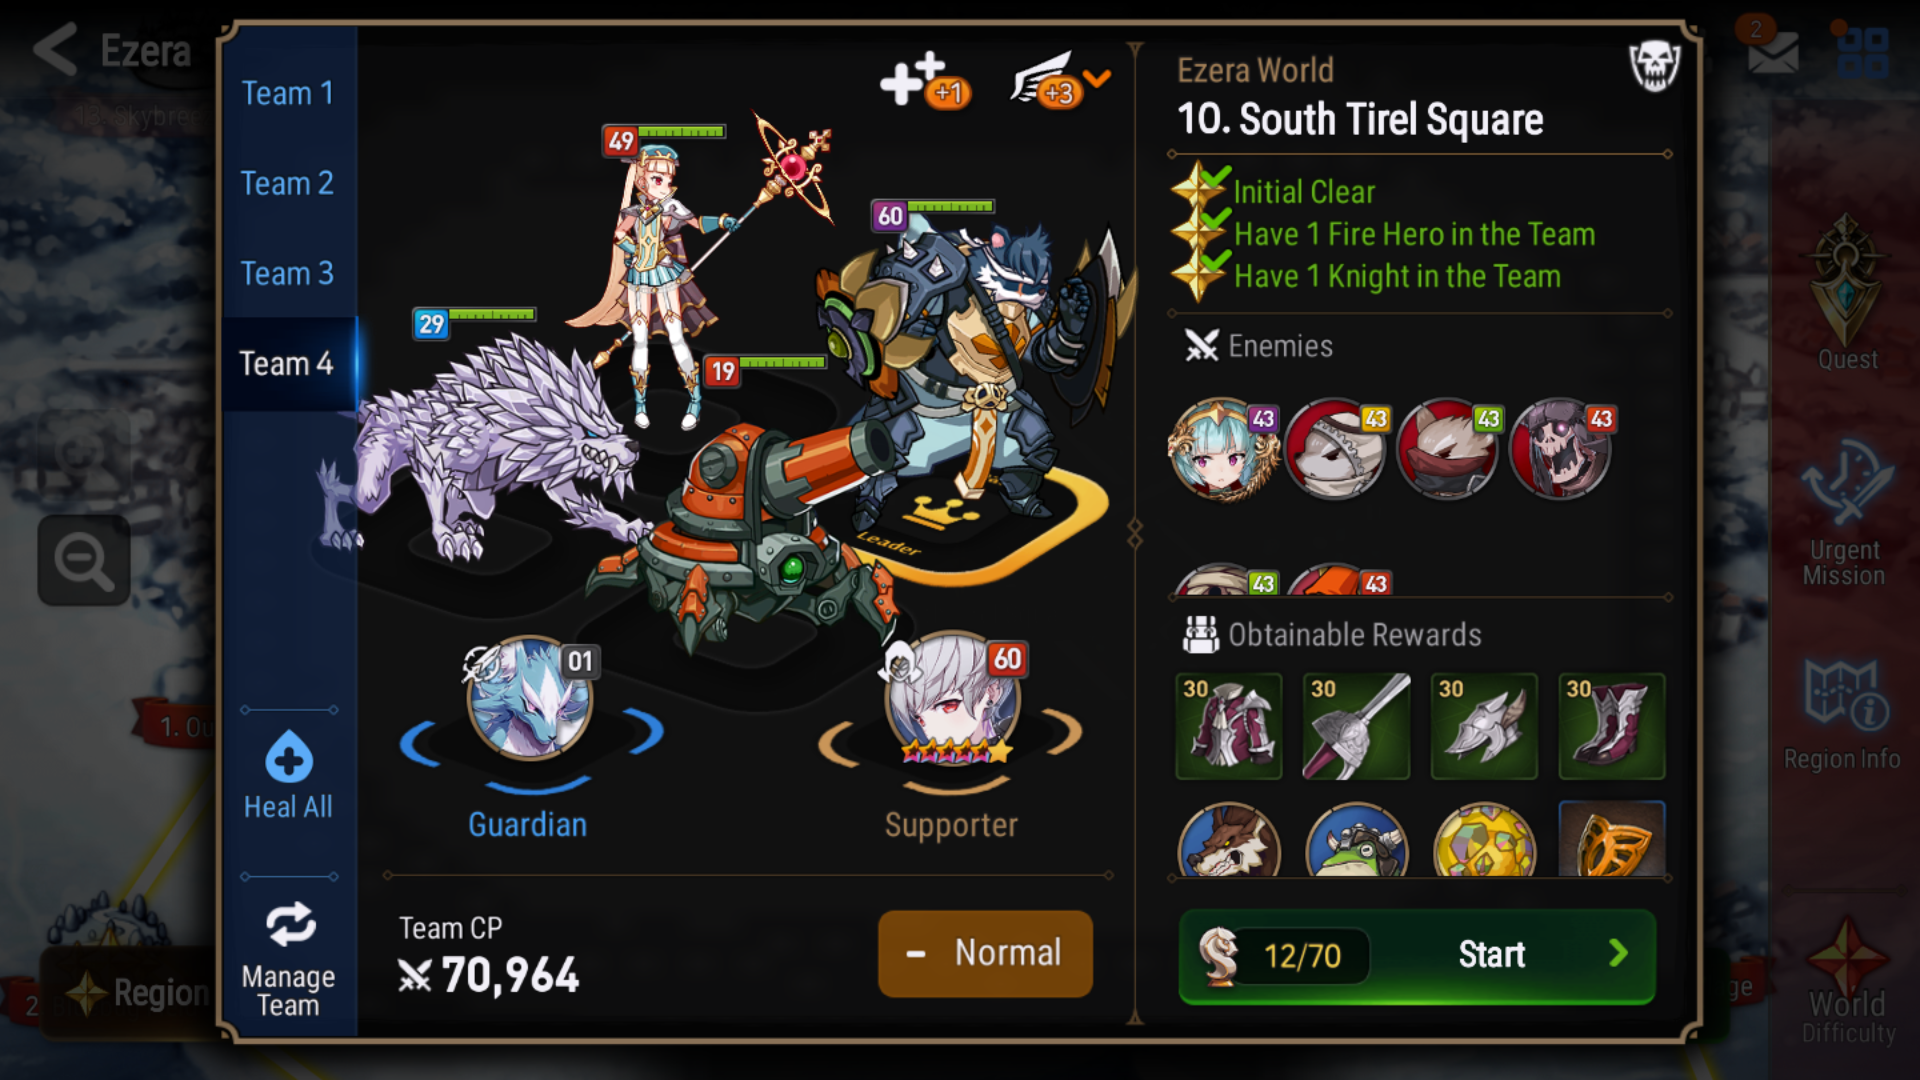 Ezera
13. Skybre
Team 1
Team 2
Team 3
Team 4
1. Ou
Heal All
Manage
Team
2
Region
+1
+3
49
60
29
19
Leader
01
60
Guardian
Supporter
Team CP
70,964
- Normal
Ezera World
10. South Tirel Square
Initial Clear
Have 1 Fire Hero in the Team
Have 1 Knight in the Team
Enemies
43
43
43
43
43
43
Obtainable Rewards
30
30
30
30
12/70
Start
2
Quest
Urgent
Mission
Region Info
ge
World
Difficulty